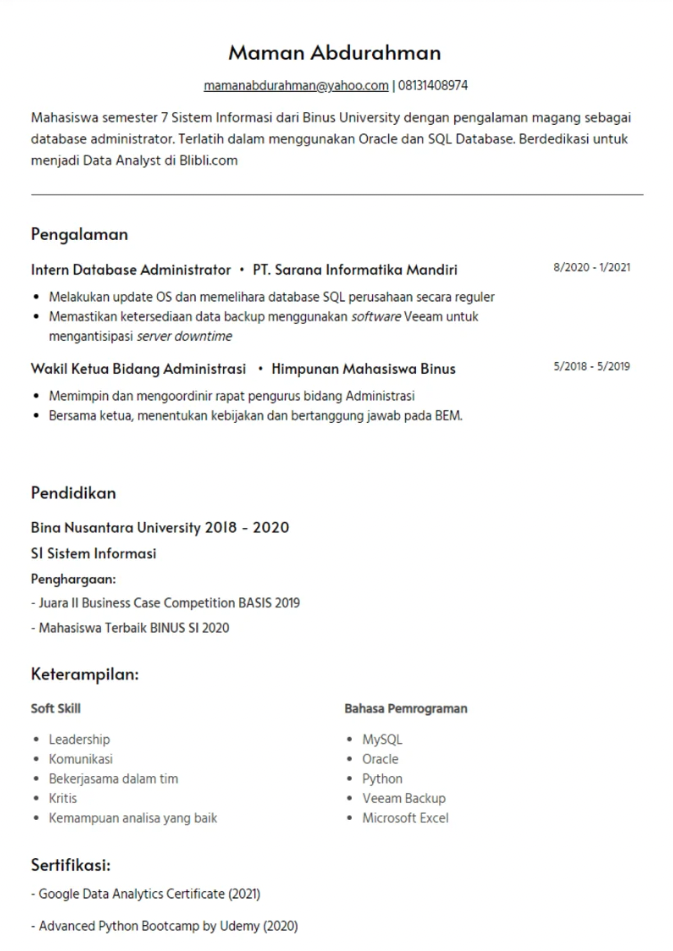 Maman Abdurahman
mamanabdurahman@yahoo.com | 08131408974
Mahasiswa semester 7 Sistem Informasi dari Binus University dengan pengalaman magang sebagai
database administrator. Terlatih dalam menggunakan Oracle dan SQL Database. Berdedikasi untuk
menjadi Data Analyst di Blibli.com
Pengalaman
Intern Database Administrator • PT. Sarana Informatika Mandiri 8/2020 - 1/2021
• Melakukan update OS dan memelihara database SQL perusahaan secara reguler
• Memastikan ketersediaan data backup menggunakan software Veeam untuk
mengantisipasi server downtime
Wakil Ketua Bidang Administrasi • Himpunan Mahasiswa Binus 5/2018 - 5/2019
• Memimpin dan mengoordinir rapat pengurus bidang Administrasi
• Bersama ketua, menentukan kebijakan dan bertanggung jawab pada BEM.
Pendidikan
Bina Nusantara University 2018 - 2020
S1 Sistem Informasi
Penghargaan:
- Juara II Business Case Competition BASIS 2019
- Mahasiswa Terbaik BINUS SI 2020
Keterampilan:
Soft Skill
• Leadership
• Komunikasi
• Bekerjasama dalam tim
• Kritis
• Kemampuan analisa yang baik
Bahasa Pemrograman
• MySQL
• Oracle
• Python
• Veeam Backup
• Microsoft Excel
Sertifikasi:
- Google Data Analytics Certificate (2021)
- Advanced Python Bootcamp by Udemy (2020)